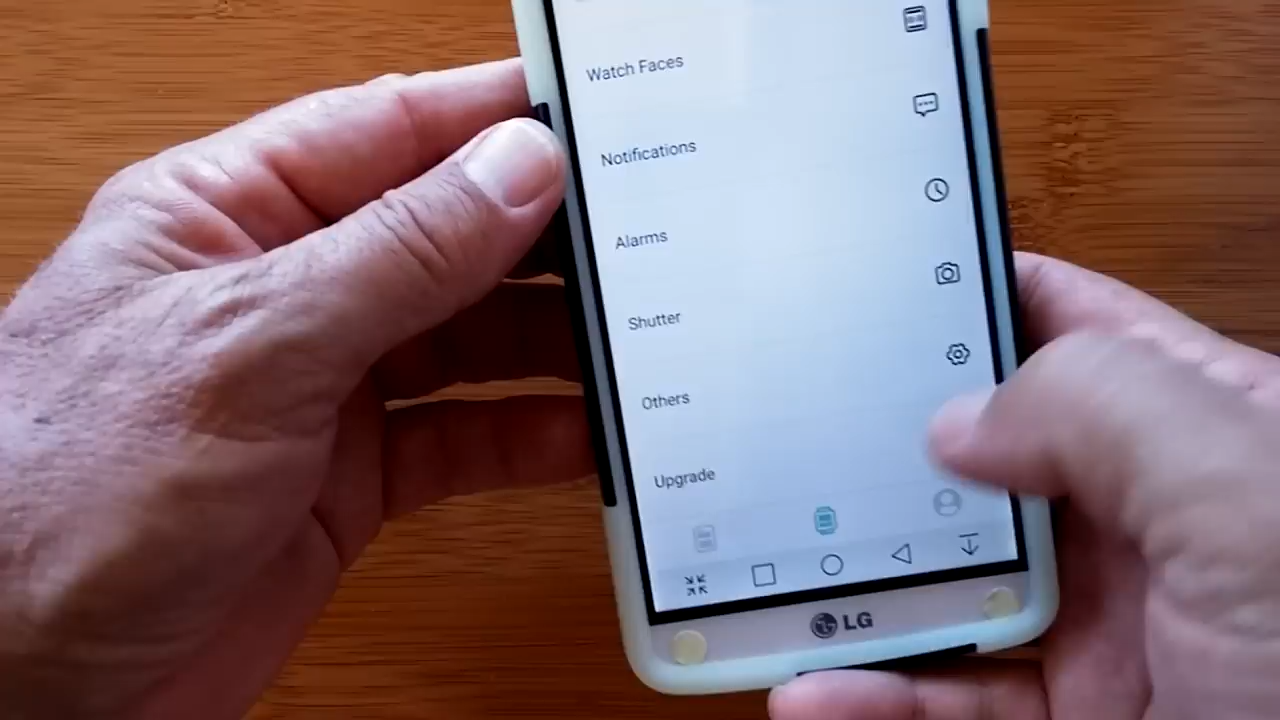 Watch Faces
Notifications
Alarms
Shutter
Others
Upgrade
LG